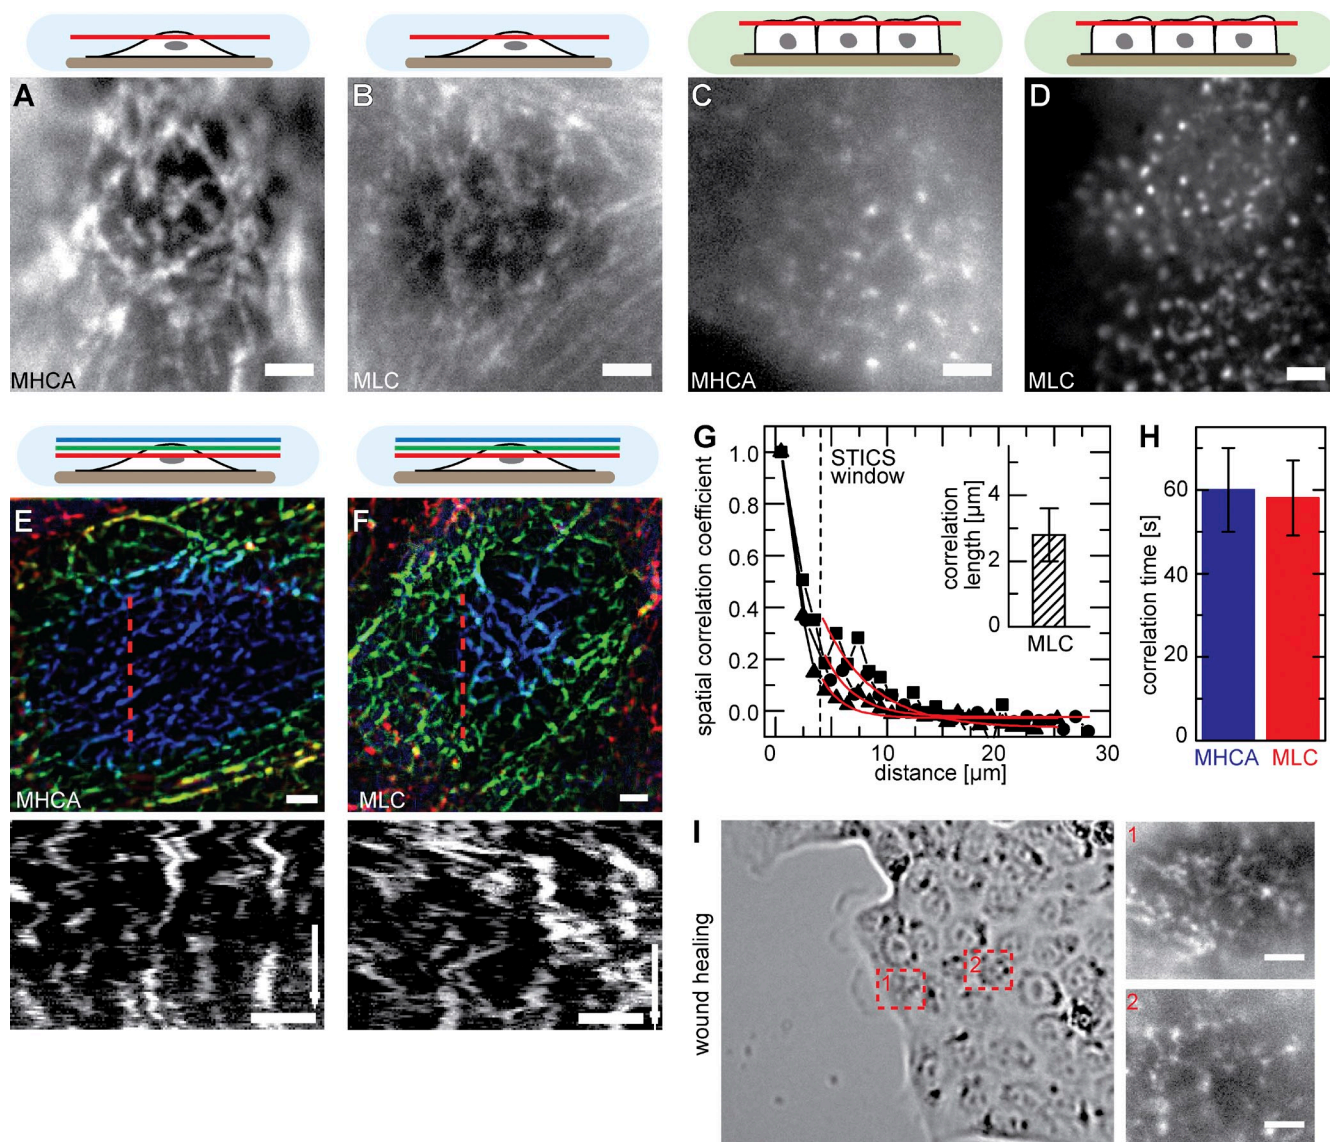 A
MHCA
B
MLC
C
MHCA
D
MLC
E
MHCA
F
MLC
G
spatial correlation coefficient
1.0
0.8
0.6
0.4
0.2
0.0
STICS
window
correlation
length [µm]
4
2
0
MLC
0
10
20
30
distance [µm]
H
correlation time [s]
60
40
20
0
MHCA
MLC
I
wound healing
1
2
1
2